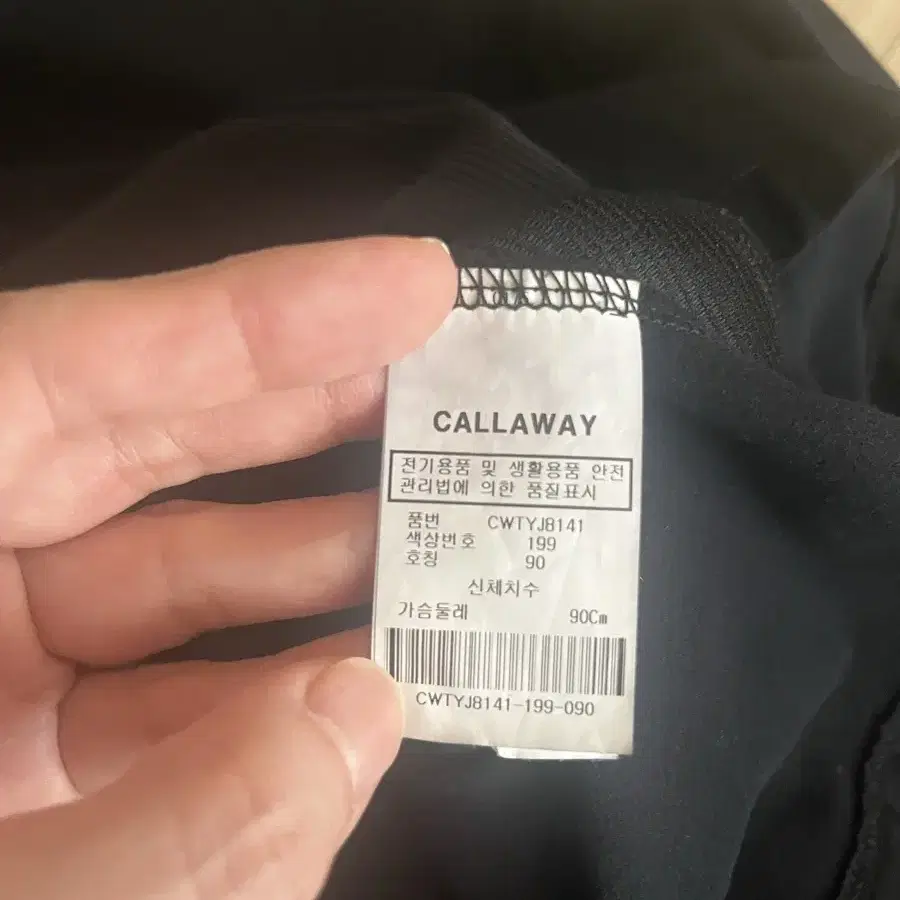 CALLAWAY
전기용품 및 생활용품 안전
관리법에 의한 품질표시
품번 CWTYJ8141
색상번호 199
호칭 90
신체치수
가슴둘레 90Cm
CWTYJ8141-199-090